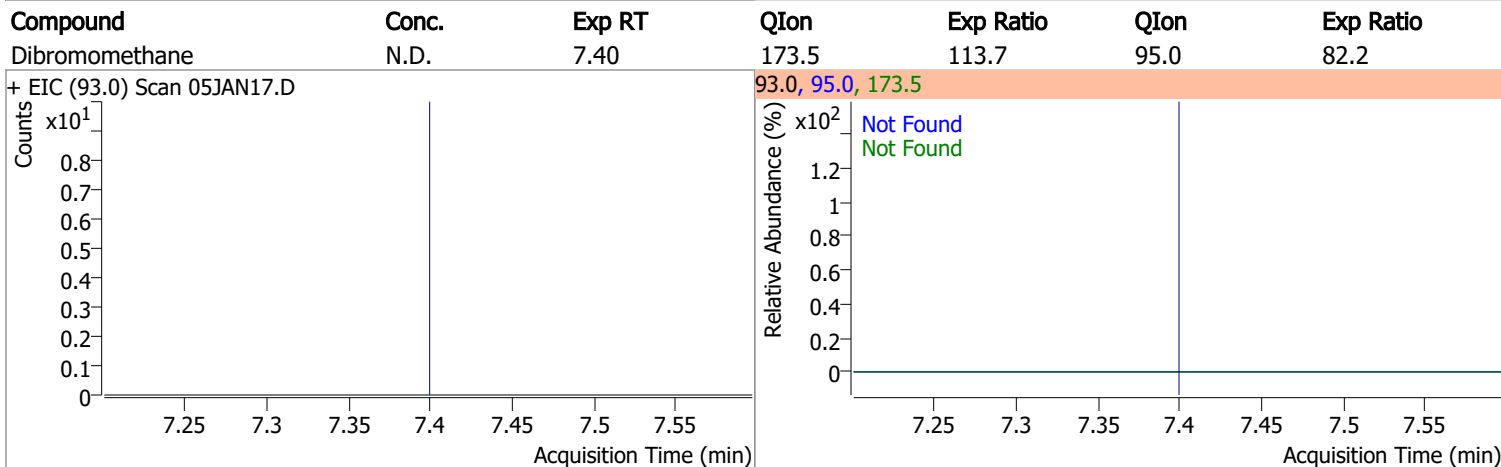 Compound Conc. Exp RT QIon Exp Ratio QIon Exp Ratio
Dibromomethane N.D. 7.40 173.5 113.7 95.0 82.2
+ EIC (93.0) Scan 05JAN17.D
Counts
x10¹
0.8
0.7
0.6
0.5
0.4
0.3
0.2
0.1
0
7.25 7.3 7.35 7.4 7.45 7.5 7.55
Acquisition Time (min)
93.0, 95.0, 173.5
Relative Abundance (%)
x10²
Not Found
Not Found
1.2
1
0.8
0.6
0.4
0.2
0
7.25 7.3 7.35 7.4 7.45 7.5 7.55
Acquisition Time (min)